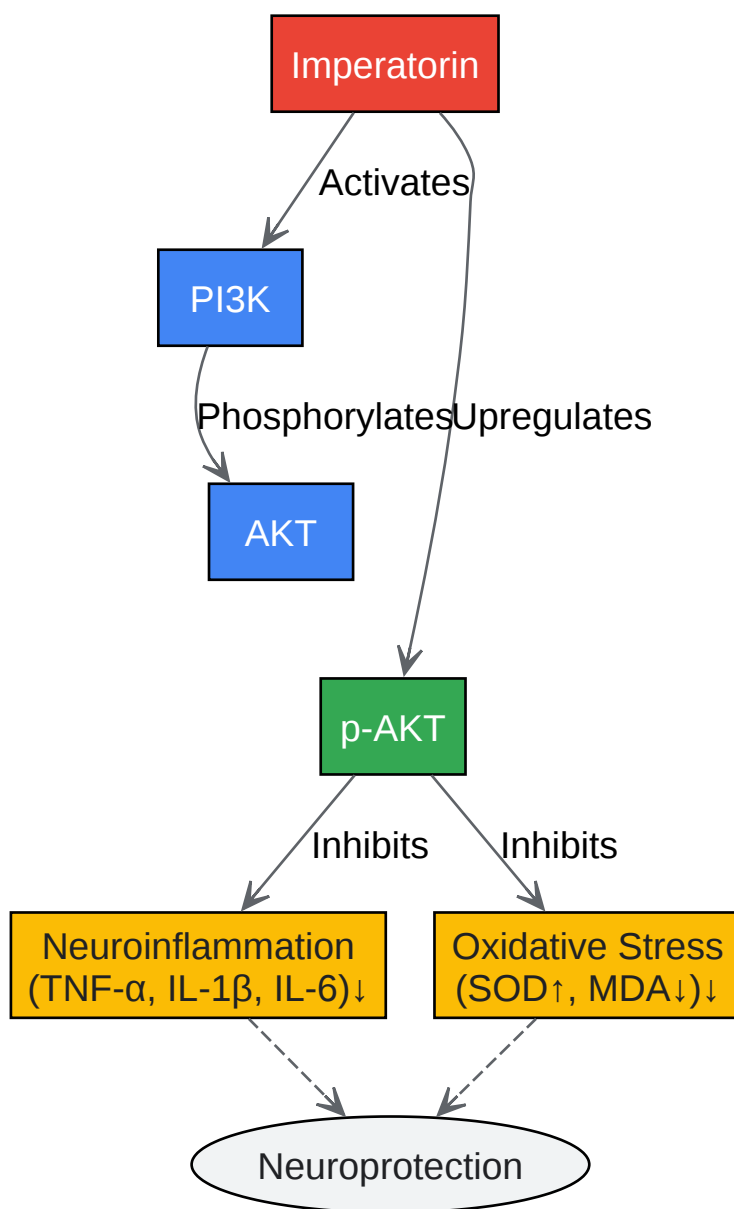 Imperatorin
Activates
PI3K
Phosphorylates
Upregulates
AKT
p-AKT
Inhibits
Inhibits
Neuroinflammation
(TNF-α, IL-1β, IL-6)↓
Oxidative Stress
(SOD↑, MDA↓)↓
Neuroprotection